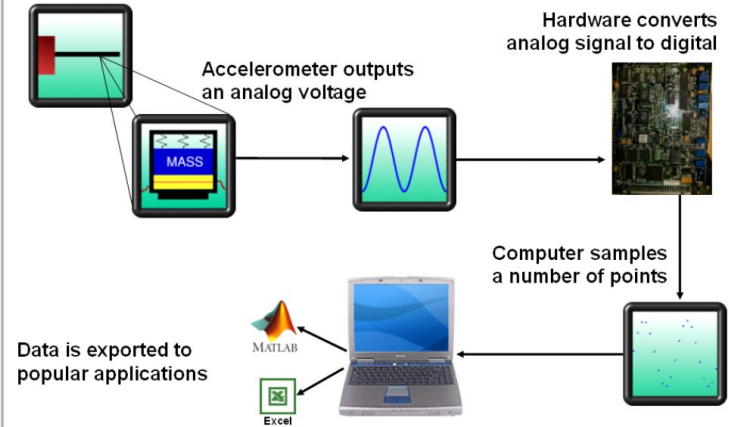 Hardware converts
analog signal to digital
Accelerometer outputs
an analog voltage
MASS
Computer samples
a number of points
MATLAB
Data is exported to
popular applications
Excel